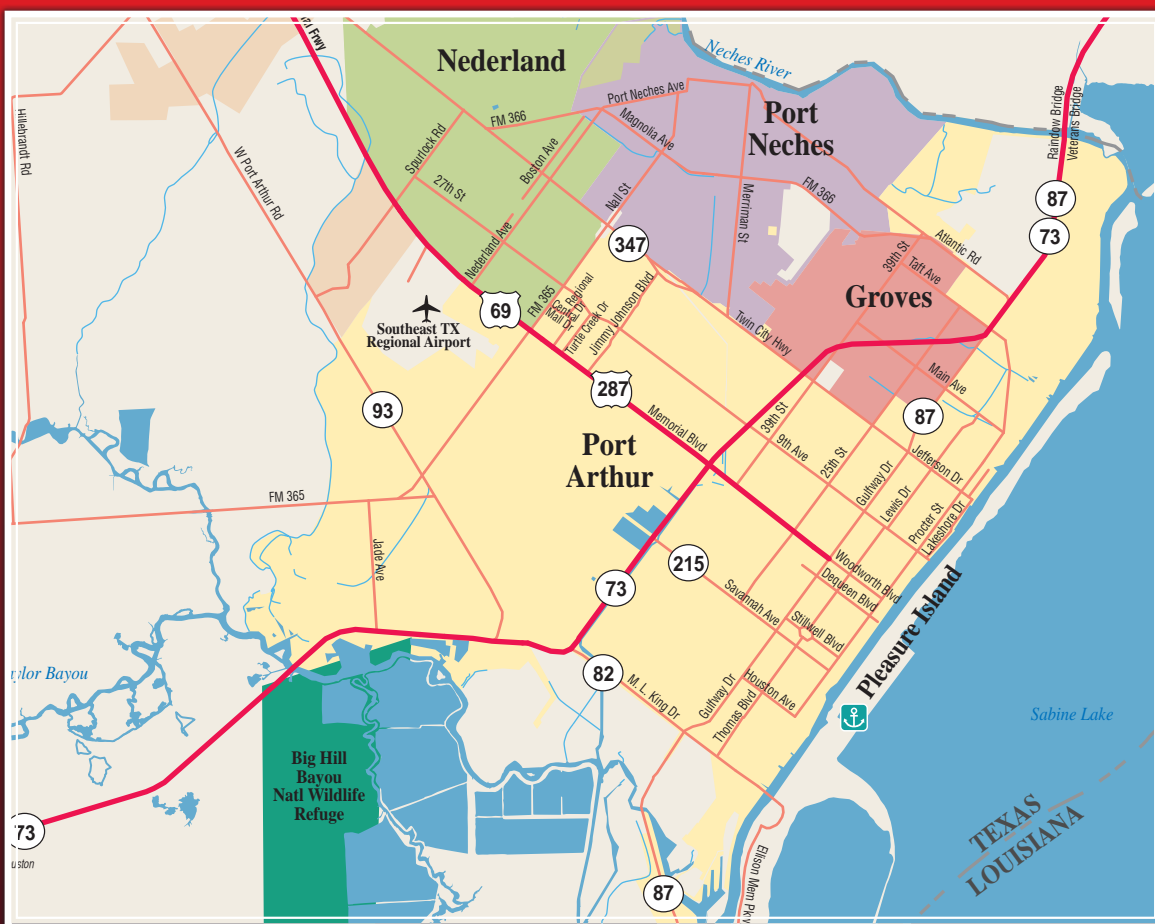 Nederland
Neches River
Port Neches Ave
Port
Neches
Rainbow Bridge
Veterans Bridge
Hillebrandt Rd
FM 366
Magnolia Ave
Spurlock Rd
Boston Ave
W Port Arthur Rd
27th St
Nall St
Merriman St
FM 366
87
73
347
Atlantic Rd
39th St
Taft Ave
Nederland Ave
Groves
FM 365
Regional
Central Dr
Mall Dr
Turtle Creek Dr
Jimmy Johnson Blvd
69
Southeast TX
Regional Airport
Twin City Hwy
Main Ave
287
93
87
Memorial Blvd
39th St
9th Ave
25th St
Port
Arthur
Jefferson Dr
Gulfway Dr
Lewis Dr
Procter St
Lakeshore Dr
FM 365
Jade Ave
215
73
Savannah Ave
Woodworth Blvd
Dequeen Blvd
Stilwell Blvd
Pleasure Island
82
M. L. King Dr
Gulfway Dr
Thomas Blvd
Houston Ave
Sabine Lake
Big Hill
Bayou
Natl Wildlife
Refuge
TEXAS
LOUISIANA
73
87
Ellison Mem Pkwy